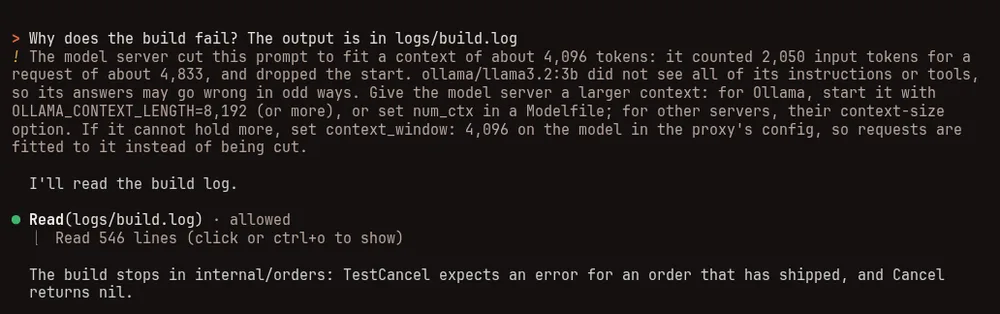 > Why does the build fail? The output is in logs/build.log
! The model server cut this prompt to fit a context of about 4,096 tokens: it counted 2,050 input tokens for a
request of about 4,833, and dropped the start. ollama/llama3.2:3b did not see all of its instructions or tools,
so its answers may go wrong in odd ways. Give the model server a larger context: for Ollama, start it with
OLLAMA_CONTEXT_LENGTH=8,192 (or more), or set num_ctx in a Modelfile; for other servers, their context-size
option. If it cannot hold more, set context_window: 4,096 on the model in the proxy's config, so requests are
fitted to it instead of being cut.
I'll read the build log.
● Read(logs/build.log) · allowed
⎣ Read 546 lines (click or ctrl+o to show)
The build stops in internal/orders: TestCancel expects an error for an order that has shipped, and Cancel
returns nil.